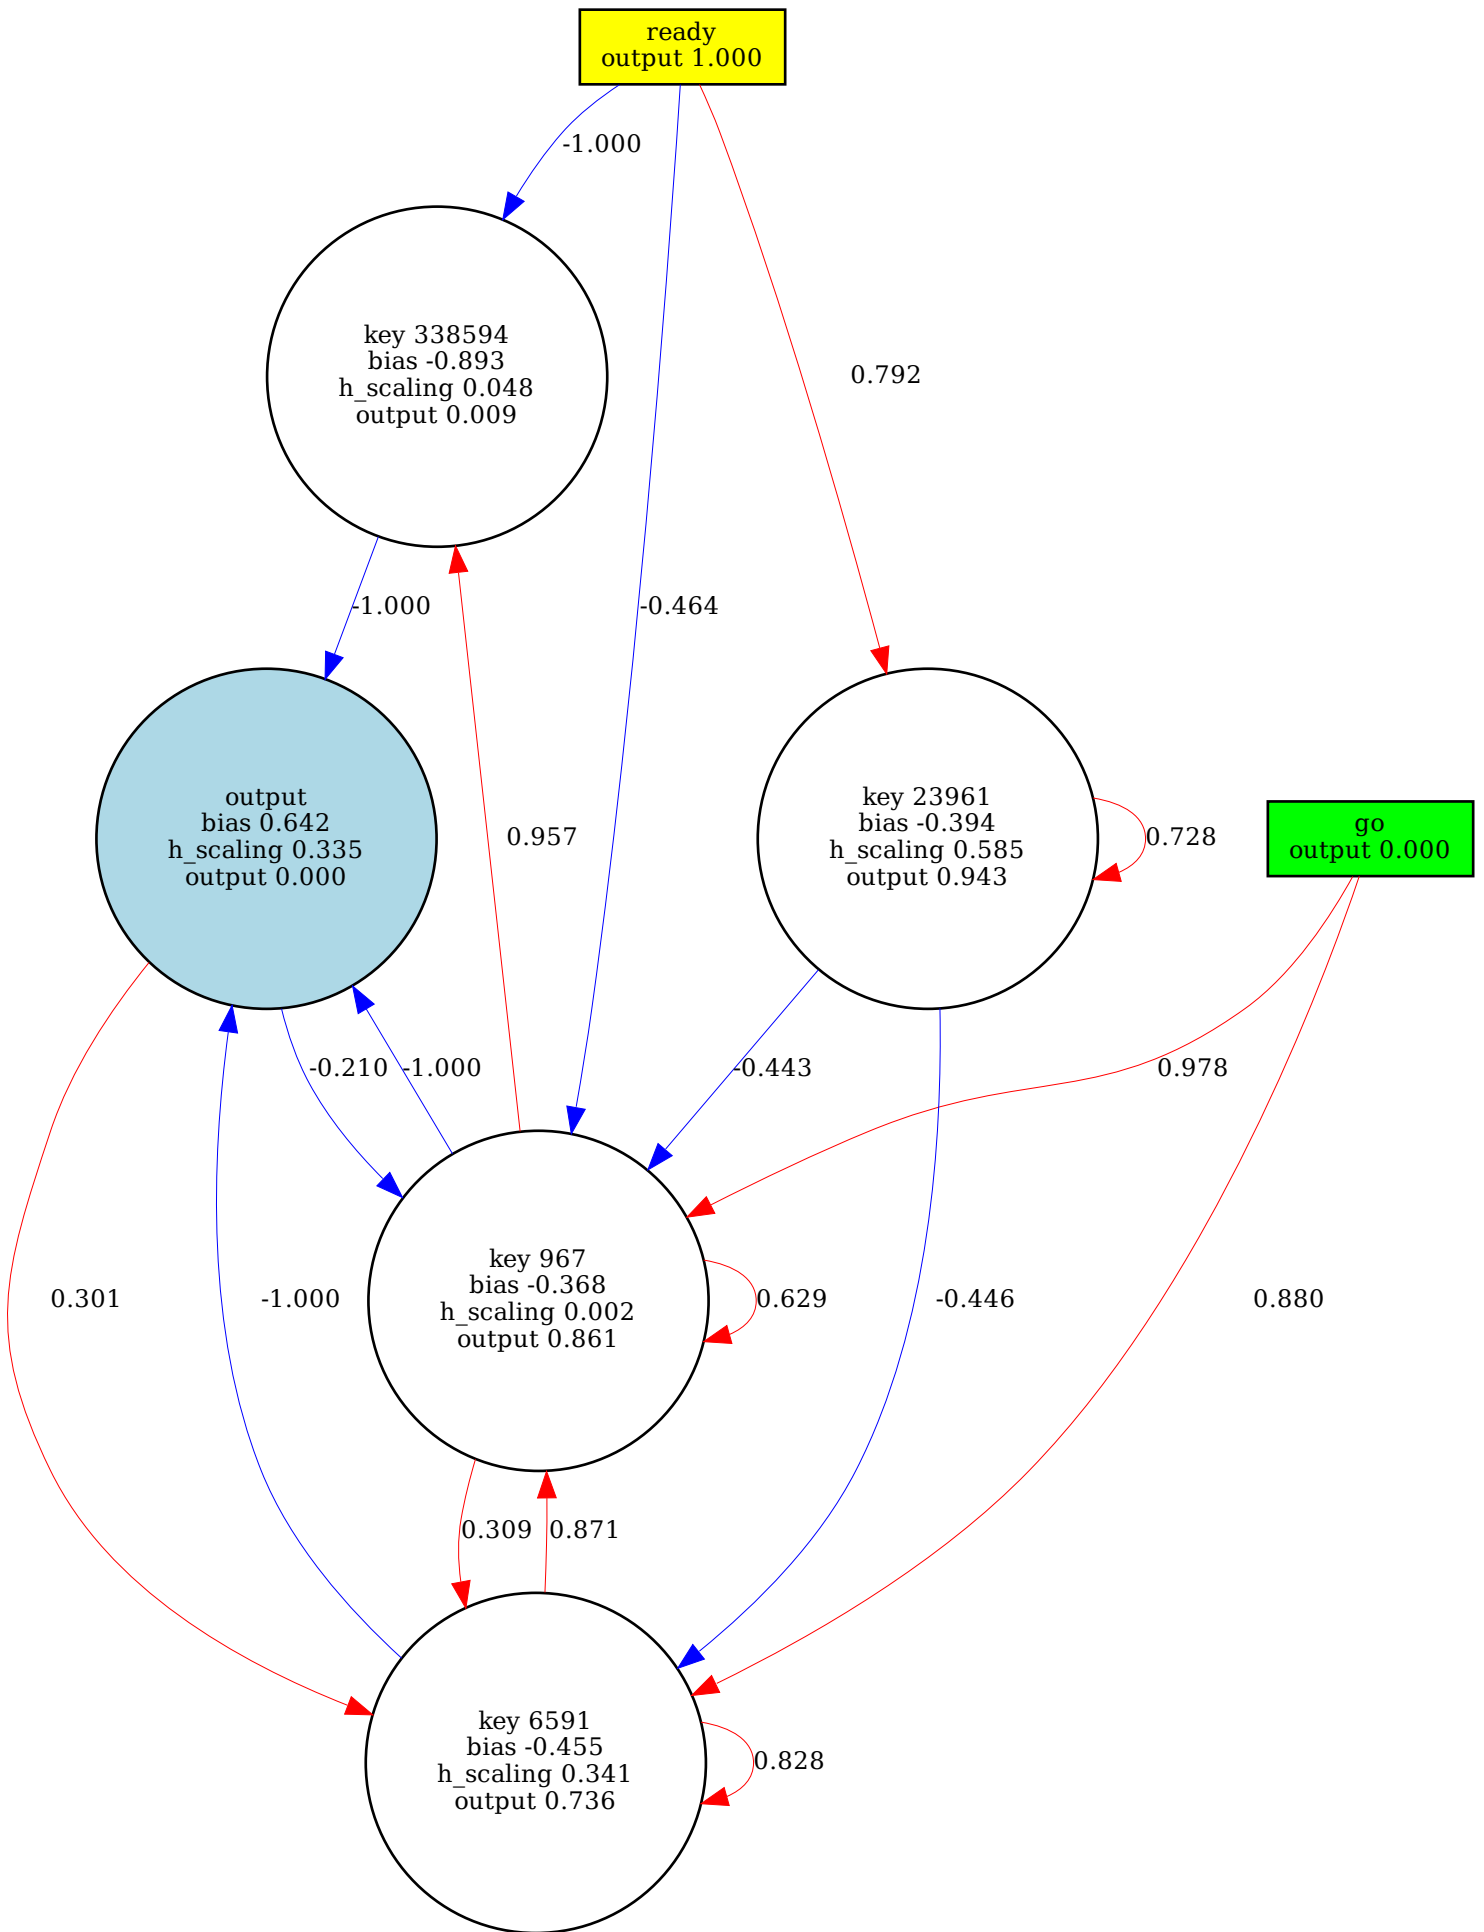 ready
output 1.000
-1.000
key 338594
bias -0.893
h_scaling 0.048
output 0.009
0.792
-1.000
-0.464
output
bias 0.642
h_scaling 0.335
output 0.000
0.957
key 23961
bias -0.394
h_scaling 0.585
output 0.943
0.728
go
output 0.000
-0.210
-1.000
-0.443
0.978
key 967
bias -0.368
h_scaling 0.002
output 0.861
0.301
-1.000
0.629
-0.446
0.880
0.309
0.871
key 6591
bias -0.455
h_scaling 0.341
output 0.736
0.828